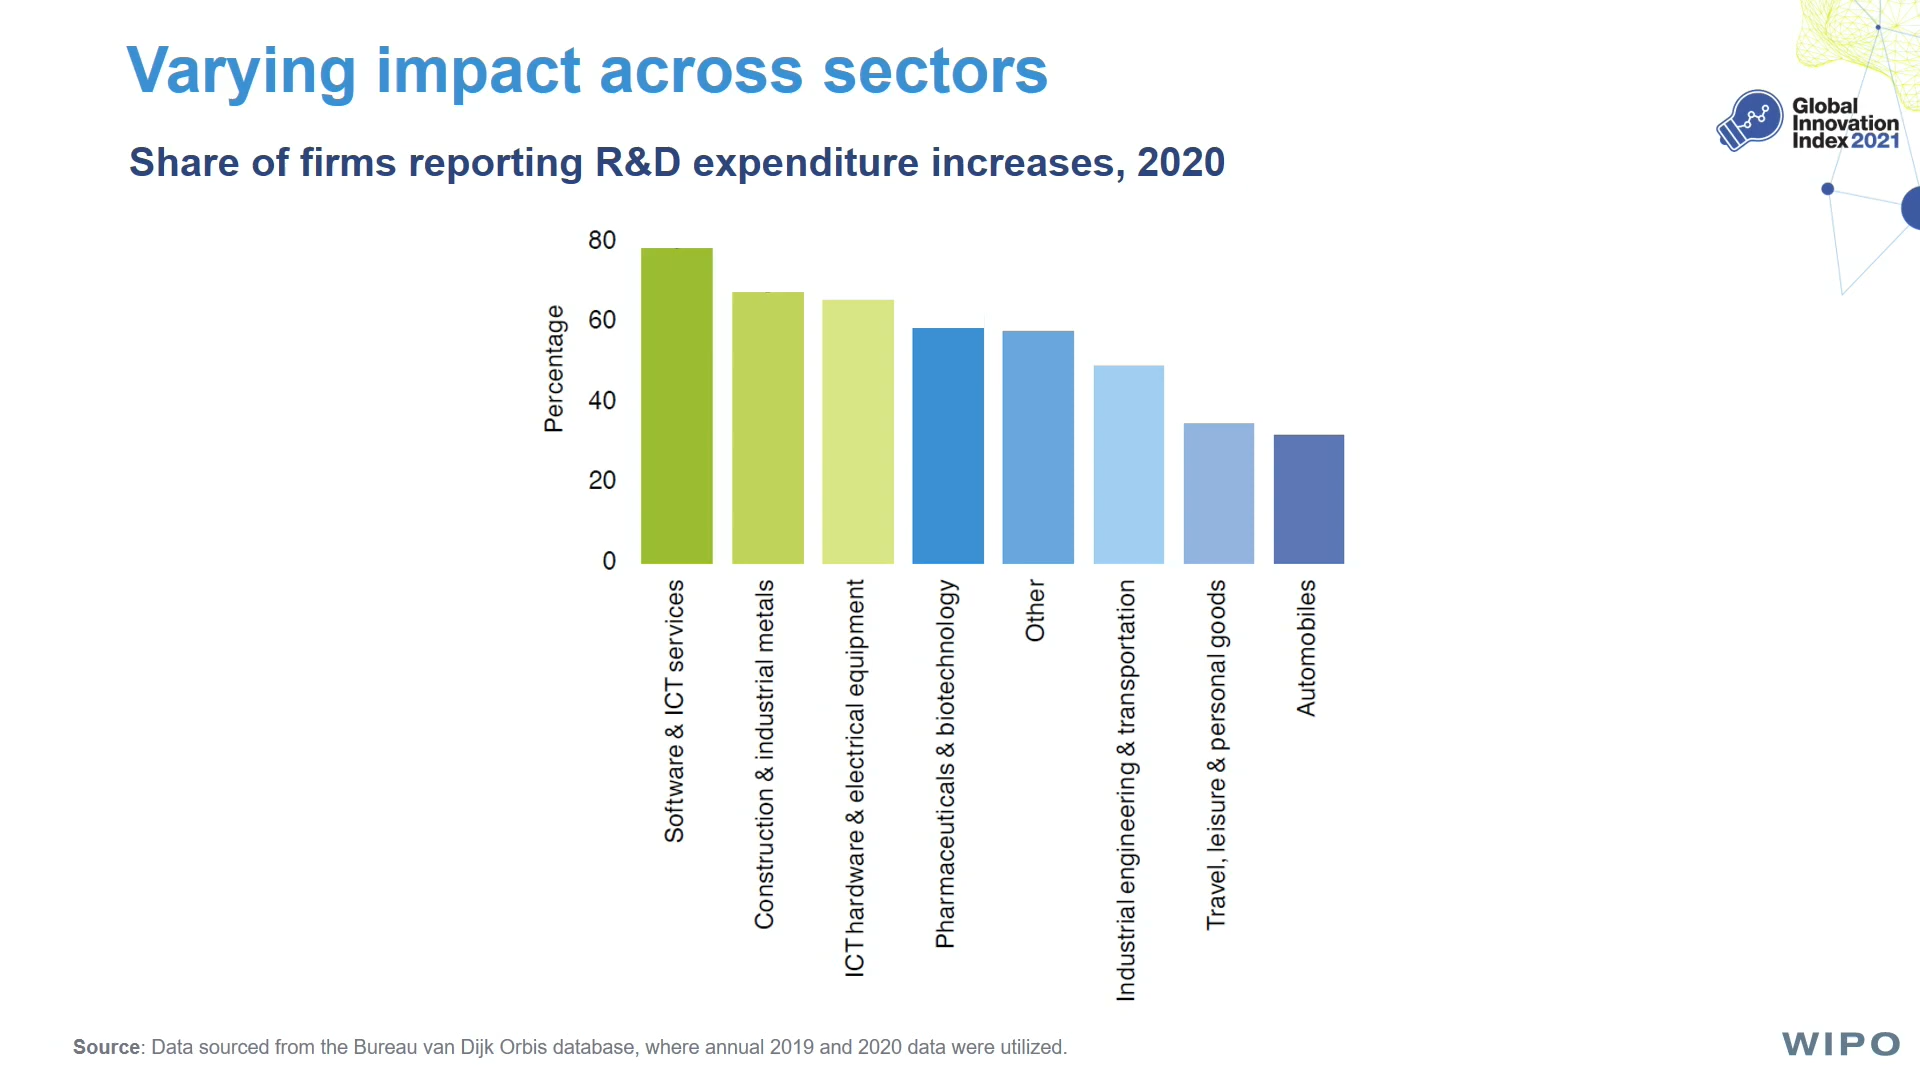 Varying impact across sectors
Global
Innovation
Index 2021
Share of firms reporting R&D expenditure increases, 2020
Percentage
80
60
40
20
0
Software & ICT services
Construction & industrial metals
ICT hardware & electrical equipment
Pharmaceuticals & biotechnology
Other
Industrial engineering & transportation
Travel, leisure & personal goods
Automobiles
Source: Data sourced from the Bureau van Dijk Orbis database, where annual 2019 and 2020 data were utilized.
WIPO